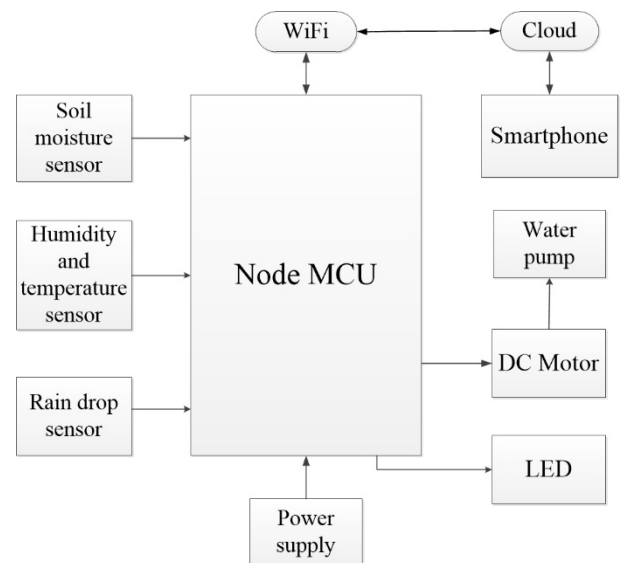 WiFi
Cloud
Soil
moisture
sensor
Smartphone
Humidity
and
temperature
sensor
Node MCU
Water
pump
DC Motor
Rain drop
sensor
LED
Power
supply